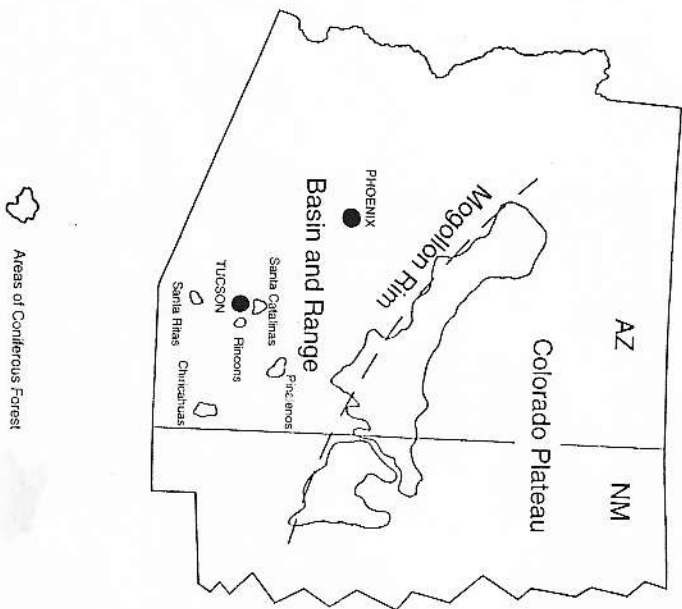 AZ
NM
Colorado Plateau
Mogollon Rim
PHOENIX
Basin and Range
Santa Catalinas
Pinalenos
TUCSON
Rincons
Santa Ritas
Chiricahuas
Areas of Coniferous Forest